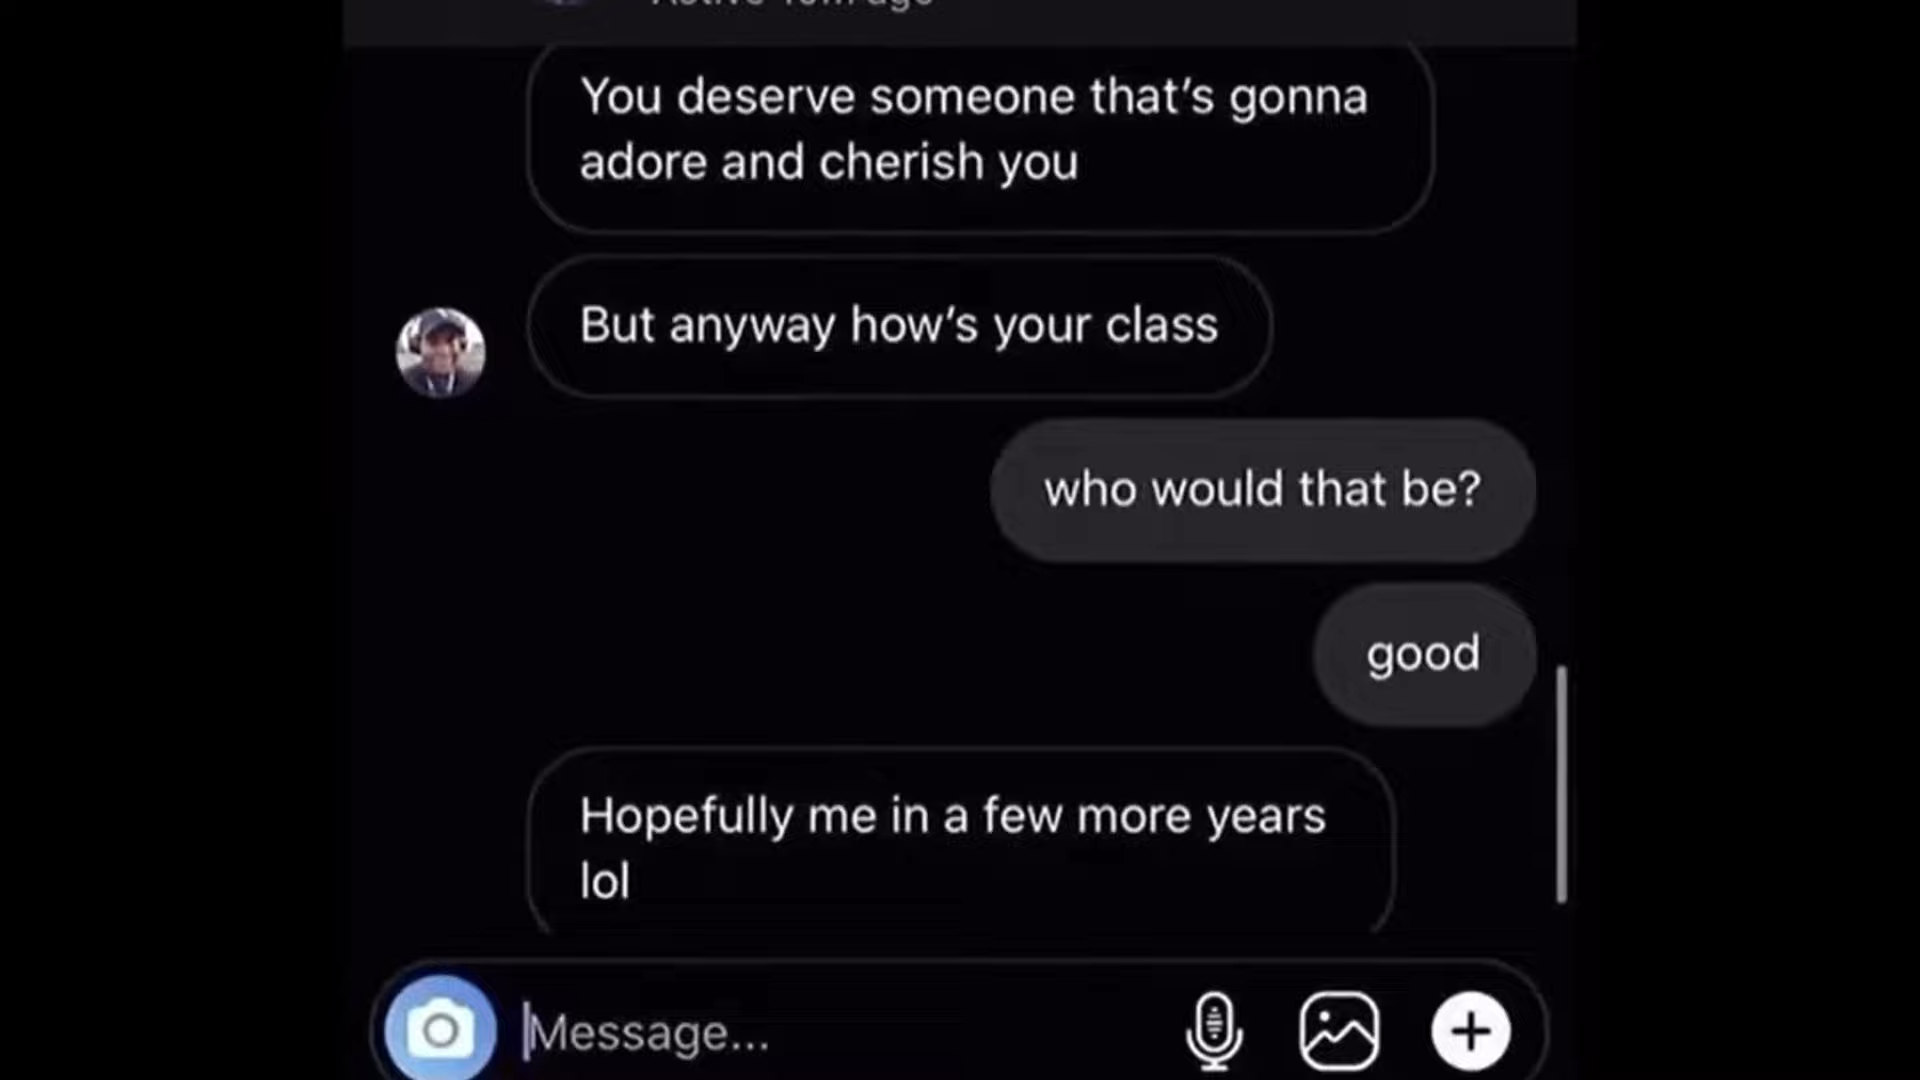 You deserve someone that's gonna
adore and cherish you
But anyway how's your class
who would that be?
good
Hopefully me in a few more years
lol
Message...